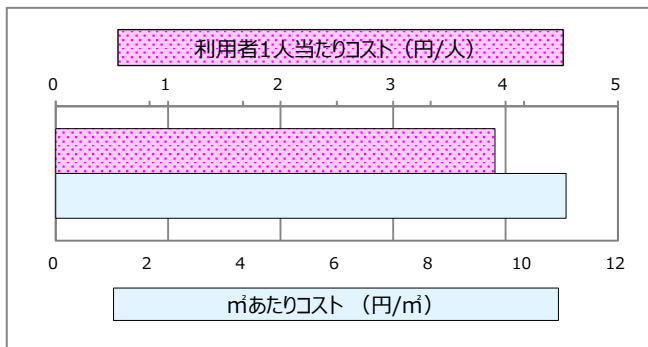 利用者1人当たりコスト（円/人）
0 1 2 3 4 5
0 2 4 6 8 10 12
㎡あたりコスト （円/㎡）